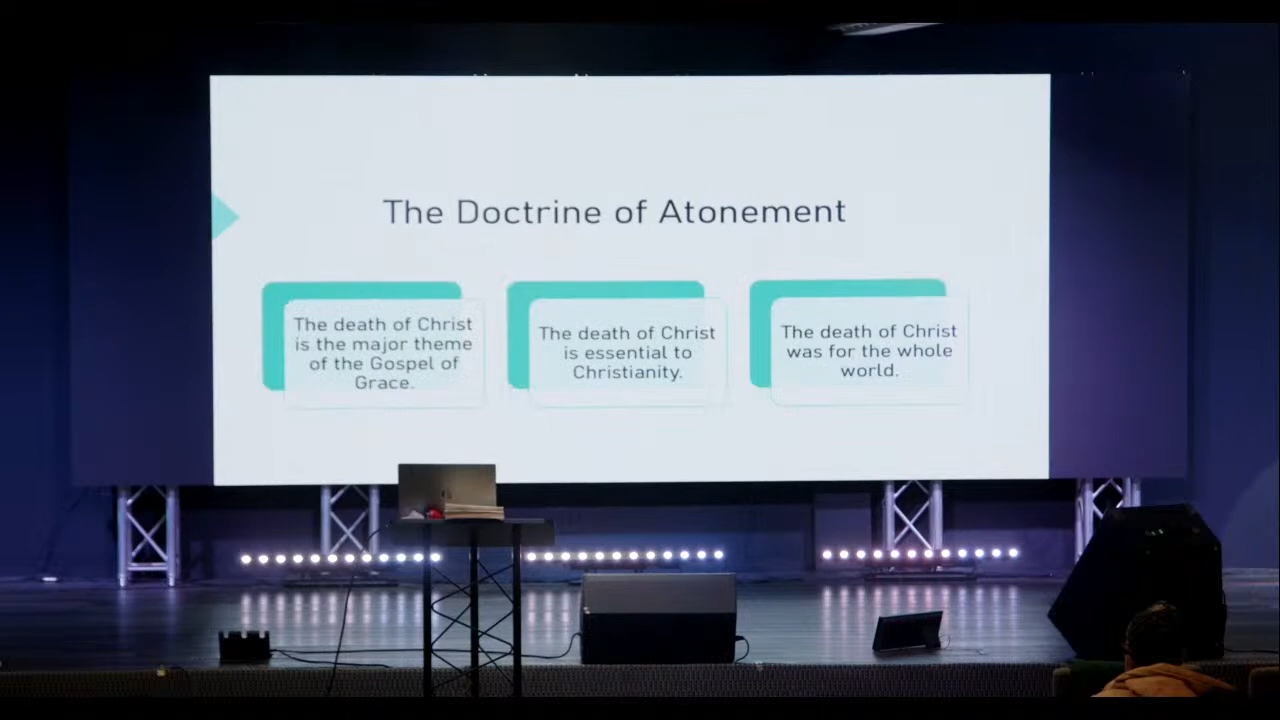 The Doctrine of Atonement
The death of Christ
is the major theme
of the Gospel of
Grace.
The death of Christ
is essential to
Christianity.
The death of Christ
was for the whole
world.